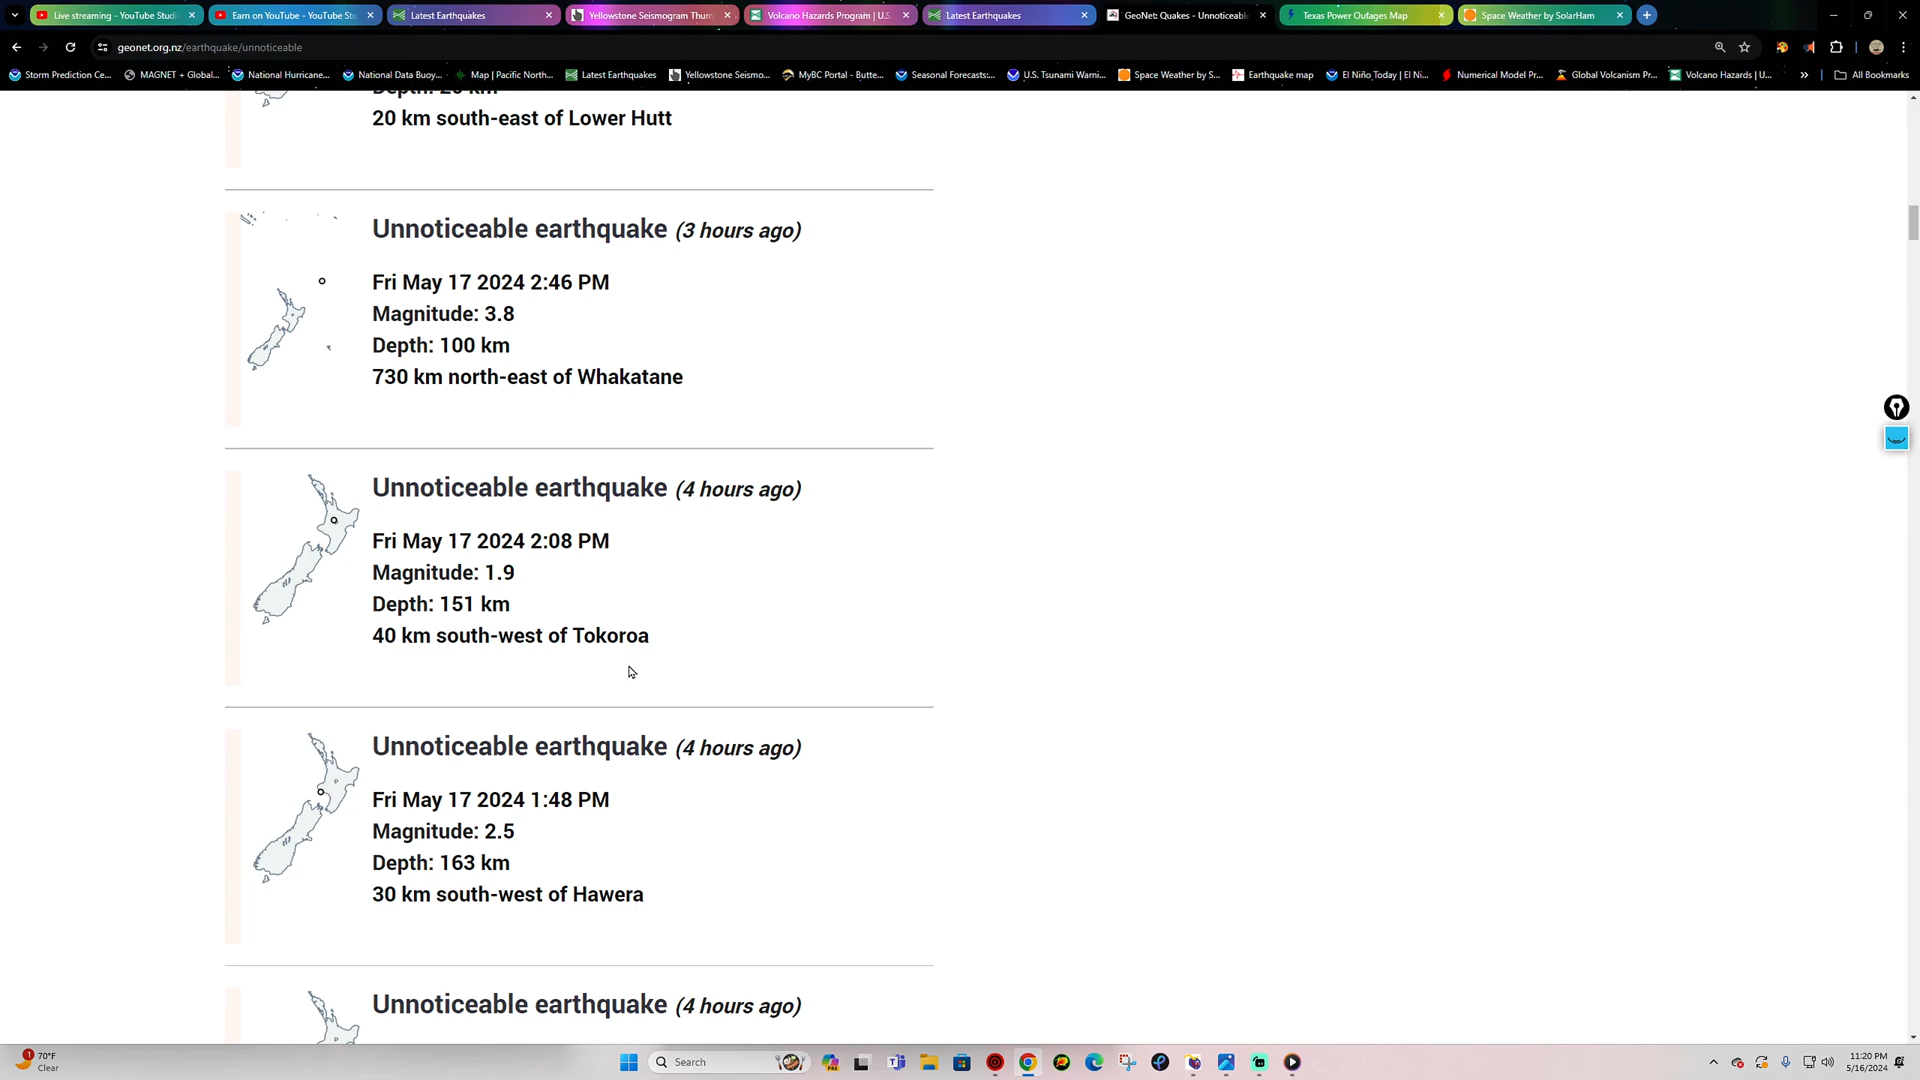 Live streaming - YouTube Studi
Earn on YouTube - YouTube Stu
Latest Earthquakes
Yellowstone Seismogram Thum
Volcano Hazards Program | U.S.
Latest Earthquakes
GeoNet: Quakes - Unnoticeable
Texas Power Outages Map
Space Weather by SolarHam
geonet.org.nz/earthquake/unnoticeable
Storm Prediction Ce...
MAGNET + Global...
National Hurricane...
National Data Buoy...
Map | Pacific North...
Latest Earthquakes
Yellowstone Seismo...
MyBC Portal - Butte...
Seasonal Forecasts:...
U.S. Tsunami Warni...
Space Weather by S...
Earthquake map
El Niño Today | El Ni...
Numerical Model Pr...
Global Volcanism Pr...
Volcano Hazards | U...
All Bookmarks
Depth: 20 km
20 km south-east of Lower Hutt
Unnoticeable earthquake (3 hours ago)
Fri May 17 2024 2:46 PM
Magnitude: 3.8
Depth: 100 km
730 km north-east of Whakatane
Unnoticeable earthquake (4 hours ago)
Fri May 17 2024 2:08 PM
Magnitude: 1.9
Depth: 151 km
40 km south-west of Tokoroa
Unnoticeable earthquake (4 hours ago)
Fri May 17 2024 1:48 PM
Magnitude: 2.5
Depth: 163 km
30 km south-west of Hawera
Unnoticeable earthquake (4 hours ago)
1
70°F
Clear
Search
PRE
11:20 PM
5/16/2024